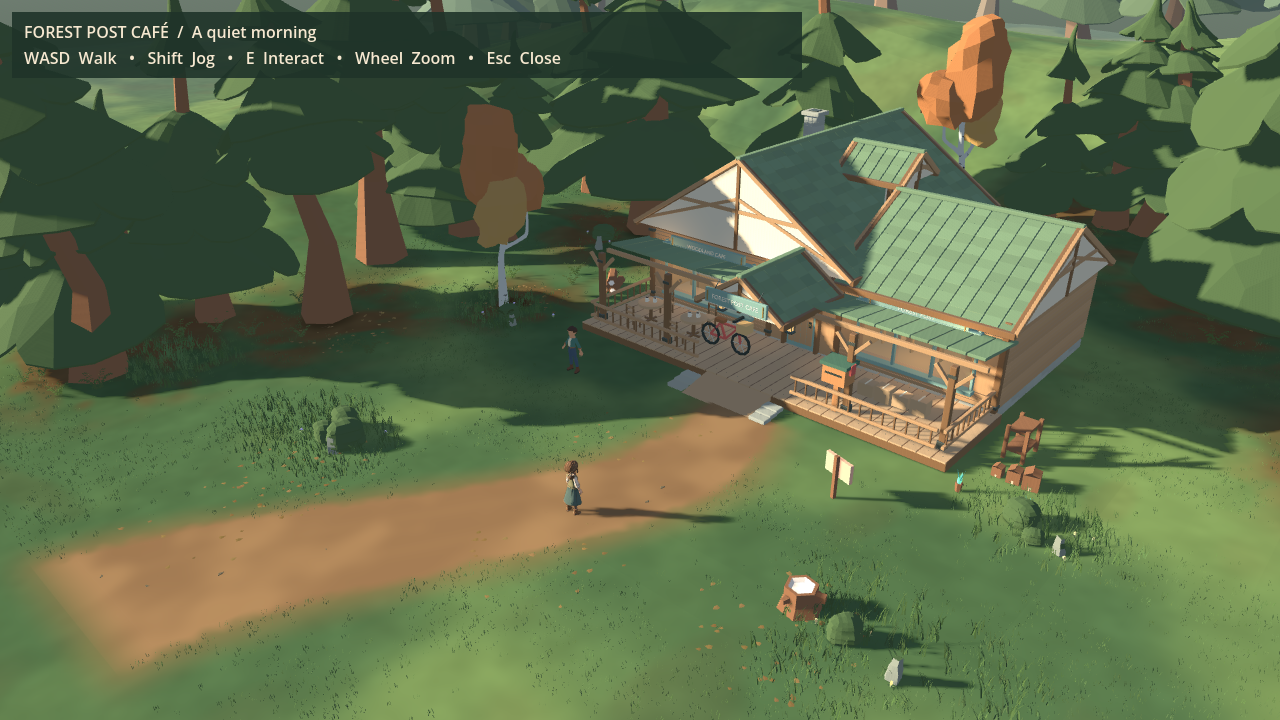 FOREST POST CAFÉ / A quiet morning
WASD Walk • Shift Jog • E Interact • Wheel Zoom • Esc Close